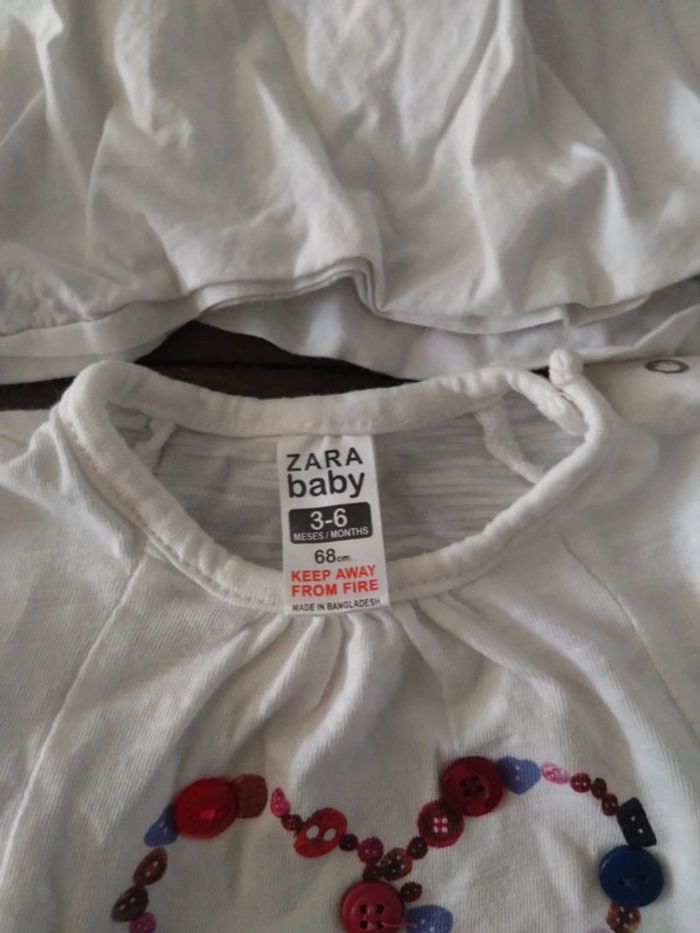 ZARA
baby
3-6
MESES / MONTHS
68cm.
KEEP AWAY
FROM FIRE
MADE IN BANGLADESH